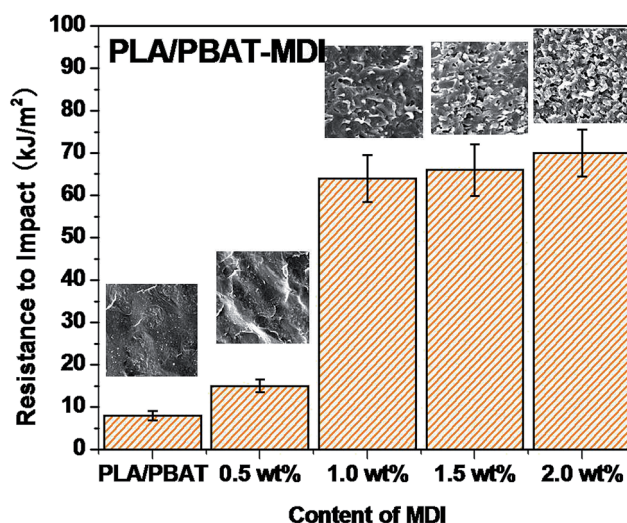 PLA/PBAT-MDI
Resistance to Impact (kJ/m²)
100
90
80
70
60
50
40
30
20
10
0
PLA/PBAT 0.5 wt% 1.0 wt% 1.5 wt% 2.0 wt%
Content of MDI